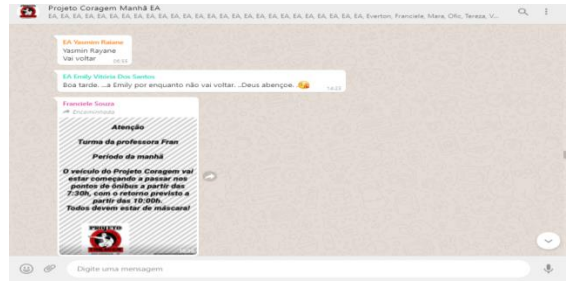 Projeto Coragem Manhã EA
EA, EA, EA, EA, EA, EA, EA, EA, EA, EA, EA, EA, EA, EA, EA, EA, EA, EA, EA, EA, EA, EA, EA, EA, EA, EA, Everton, Franciele, Mara, Ofic, Tereza, V...
EA Yasmin Raiane
Yasmin Rayane
Vai voltar
EA Emily Vitória Dos Santos
Boa tarde. ...a Emily por enquanto não vai voltar...Deus abençoe.
14:03
Franciele Souza
Encaminhada
Atenção
Turma da professora Fran
Período da manhã
O veículo do Projeto Coragem vai
estar começando a passar nos
pontos de ônibus a partir das
7:30h, com o retorno previsto a
partir das 10:00h.
Todos devem estar de máscara!
PROJETO
Digite uma mensagem